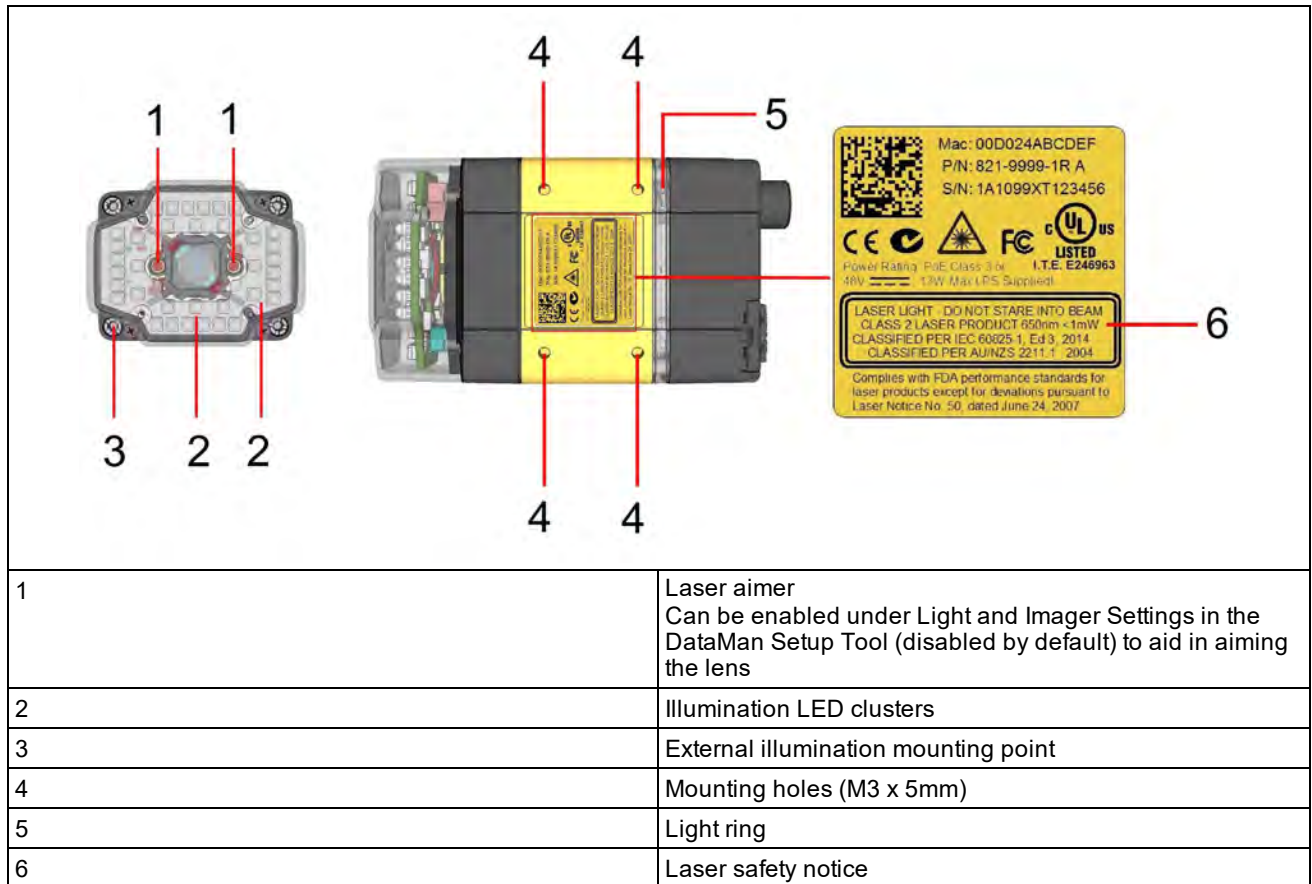 4 4
5
1 1
Mac: 00D024ABCDEF
P/N: 821-9999-1R A
S/N: 1A1099XT123456
CE FC C UL US
LISTED
I.T.E. E246963
Power Rating: PoE Class 3 or
48V 13W Max LPS Supplied!
LASER LIGHT - DO NOT STARE INTO BEAM
CLASS 2 LASER PRODUCT 650nm <1mW
CLASSIFIED PER IEC 60825-1, Ed 3, 2014
CLASSIFIED PER AU/NZS 2211.1 : 2004
6
Complies with FDA performance standards for
laser products except for deviations pursuant to
Laser Notice No. 50, dated June 24, 2007
3 2 2
4 4
1 Laser aimer
Can be enabled under Light and Imager Settings in the
DataMan Setup Tool (disabled by default) to aid in aiming
the lens
2 Illumination LED clusters
3 External illumination mounting point
4 Mounting holes (M3 x 5mm)
5 Light ring
6 Laser safety notice